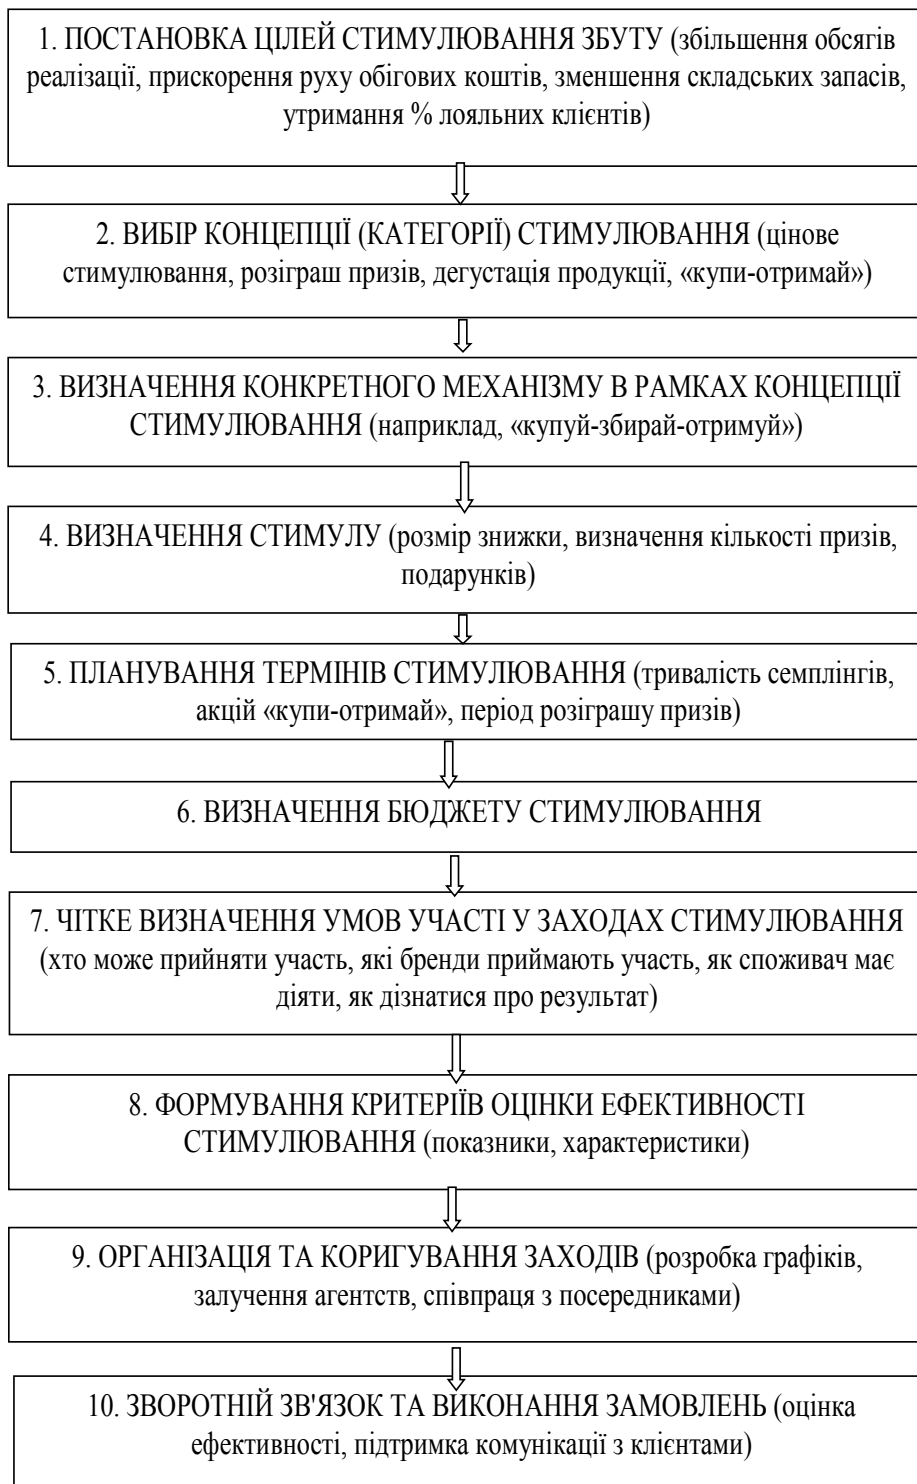 1. ПОСТАНОВКА ЦІЛЕЙ СТИМУЛЮВАННЯ ЗБУТУ (збільшення обсягів
реалізації, прискорення руху обігових коштів, зменшення складських запасів,
утримання % лояльних клієнтів)
2. ВИБІР КОНЦЕПЦІЇ (КАТЕГОРІЇ) СТИМУЛЮВАННЯ (цінове
стимулювання, розіграш призів, дегустація продукції, «купи-отримай»)
3. ВИЗНАЧЕННЯ КОНКРЕТНОГО МЕХАНІЗМУ В РАМКАХ КОНЦЕПЦІЇ
СТИМУЛЮВАННЯ (наприклад, «купуй-збирай-отримуй»)
4. ВИЗНАЧЕННЯ СТИМУЛУ (розмір знижки, визначення кількості призів,
подарунків)
5. ПЛАНУВАННЯ ТЕРМІНІВ СТИМУЛЮВАННЯ (тривалість семплінгів,
акцій «купи-отримай», період розіграшу призів)
6. ВИЗНАЧЕННЯ БЮДЖЕТУ СТИМУЛЮВАННЯ
7. ЧІТКЕ ВИЗНАЧЕННЯ УМОВ УЧАСТІ У ЗАХОДАХ СТИМУЛЮВАННЯ
(хто може прийняти участь, які бренди приймають участь, як споживач має
діяти, як дізнатися про результат)
8. ФОРМУВАННЯ КРИТЕРІЇВ ОЦІНКИ ЕФЕКТИВНОСТІ
СТИМУЛЮВАННЯ (показники, характеристики)
9. ОРГАНІЗАЦІЯ ТА КОРИГУВАННЯ ЗАХОДІВ (розробка графіків,
залучення агентств, співпраця з посередниками)
10. ЗВОРОТНІЙ ЗВ'ЯЗОК ТА ВИКОНАННЯ ЗАМОВЛЕНЬ (оцінка
ефективності, підтримка комунікації з клієнтами)